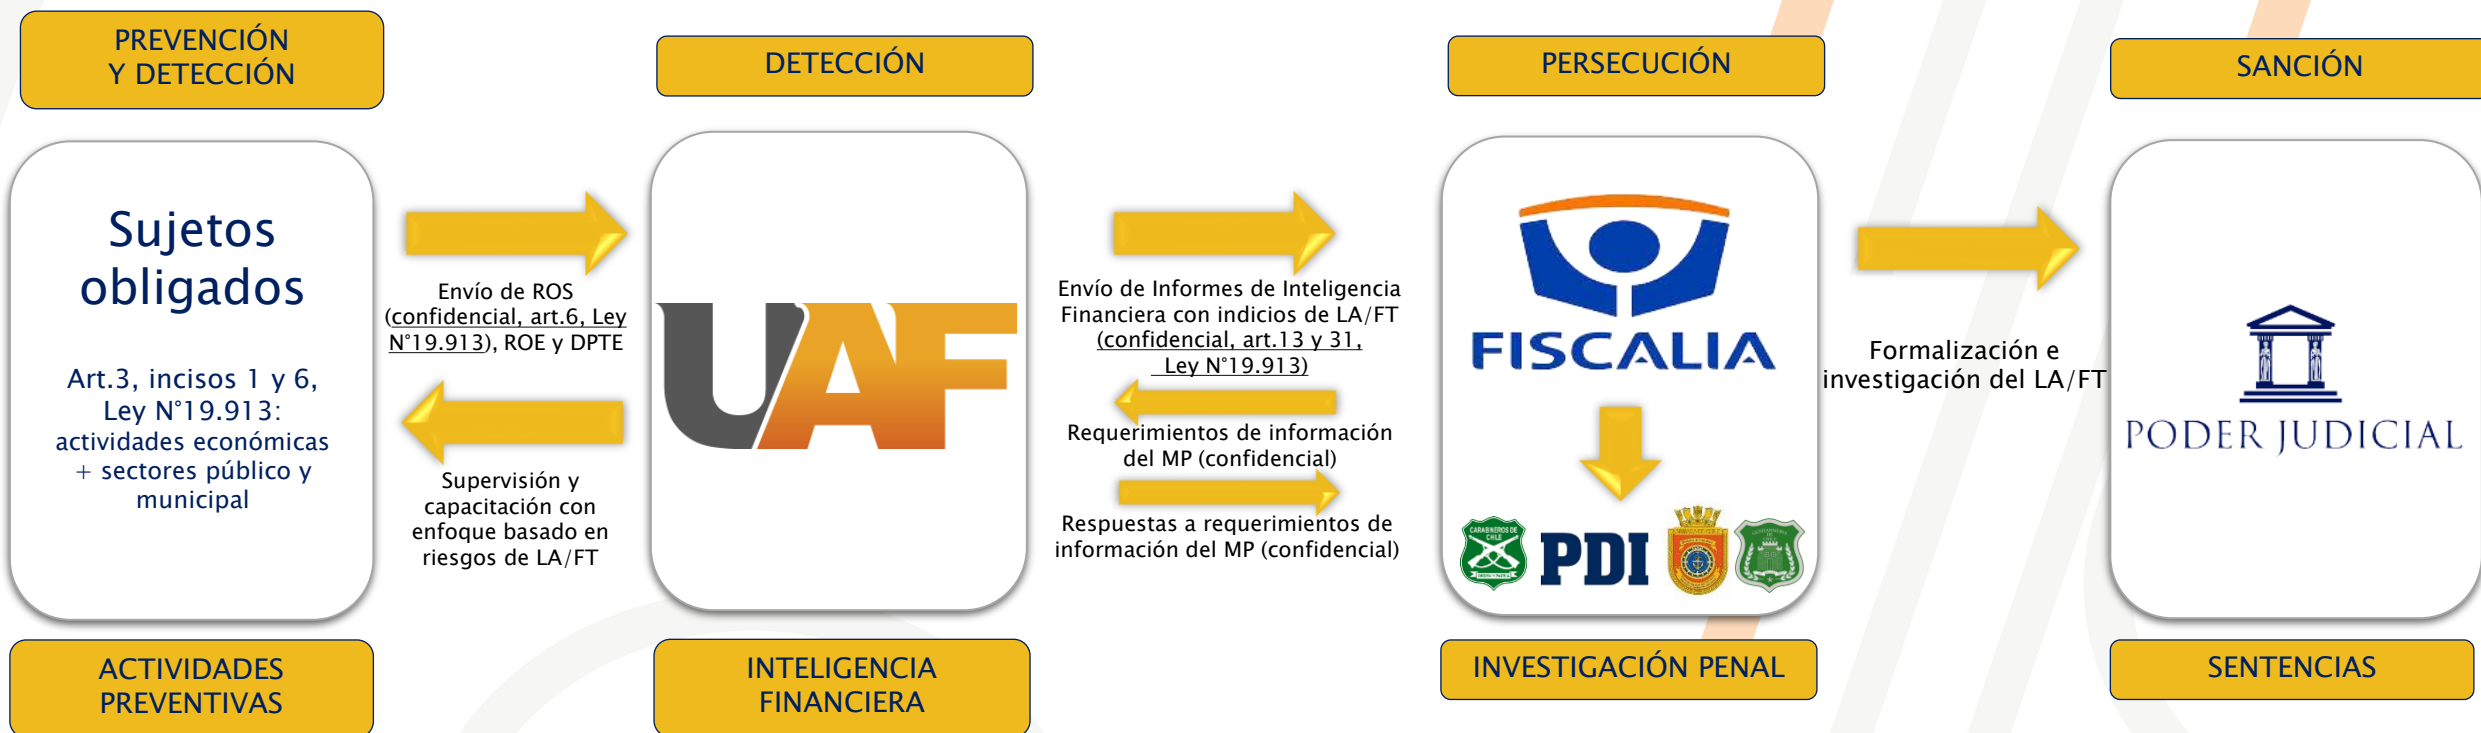 PREVENCIÓN
Y DETECCIÓN
Sujetos
obligados
Art.3, incisos 1 y 6,
Ley N°19.913:
actividades económicas
+ sectores público y
municipal
ACTIVIDADES
PREVENTIVAS
Envío de ROS
(confidencial, art.6, Ley
N°19.913), ROE y DPTE
Supervisión y
capacitación con
enfoque basado en
riesgos de LA/FT
DETECCIÓN
UAF
INTELIGENCIA
FINANCIERA
Envío de Informes de Inteligencia
Financiera con indicios de LA/FT
(confidencial, art.13 y 31,
Ley N°19.913)
Requerimientos de información
del MP (confidencial)
Respuestas a requerimientos de
información del MP (confidencial)
PERSECUCIÓN
FISCALIA
CARABINEROS DE
CHILE
PDI
INVESTIGACIÓN PENAL
Formalización e
investigación del LA/FT
SANCIÓN
PODER JUDICIAL
SENTENCIAS